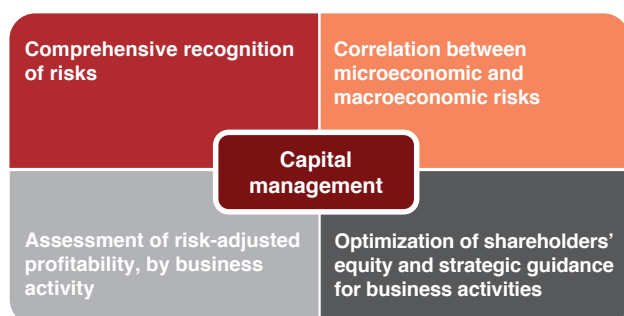 Comprehensive recognition
of risks
Correlation between
microeconomic and
macroeconomic risks
Capital
management
Assessment of risk-adjusted
profitability, by business
activity
Optimization of shareholders’
equity and strategic guidance
for business activities